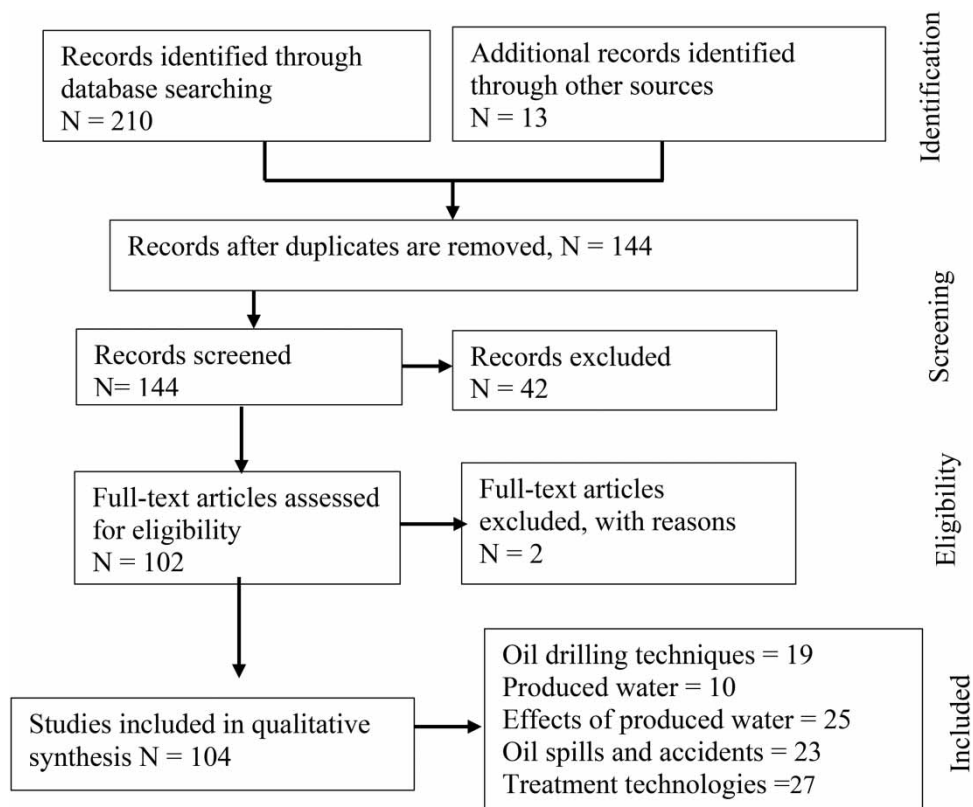 Records identified through
database searching
N = 210
Additional records identified
through other sources
N = 13
Identification
Records after duplicates are removed, N = 144
Records screened
N= 144
Records excluded
N = 42
Screening
Full-text articles assessed
for eligibility
N = 102
Full-text articles
excluded, with reasons
N = 2
Eligibility
Studies included in qualitative
synthesis N = 104
Oil drilling techniques = 19
Produced water = 10
Effects of produced water = 25
Oil spills and accidents = 23
Treatment technologies =27
Included